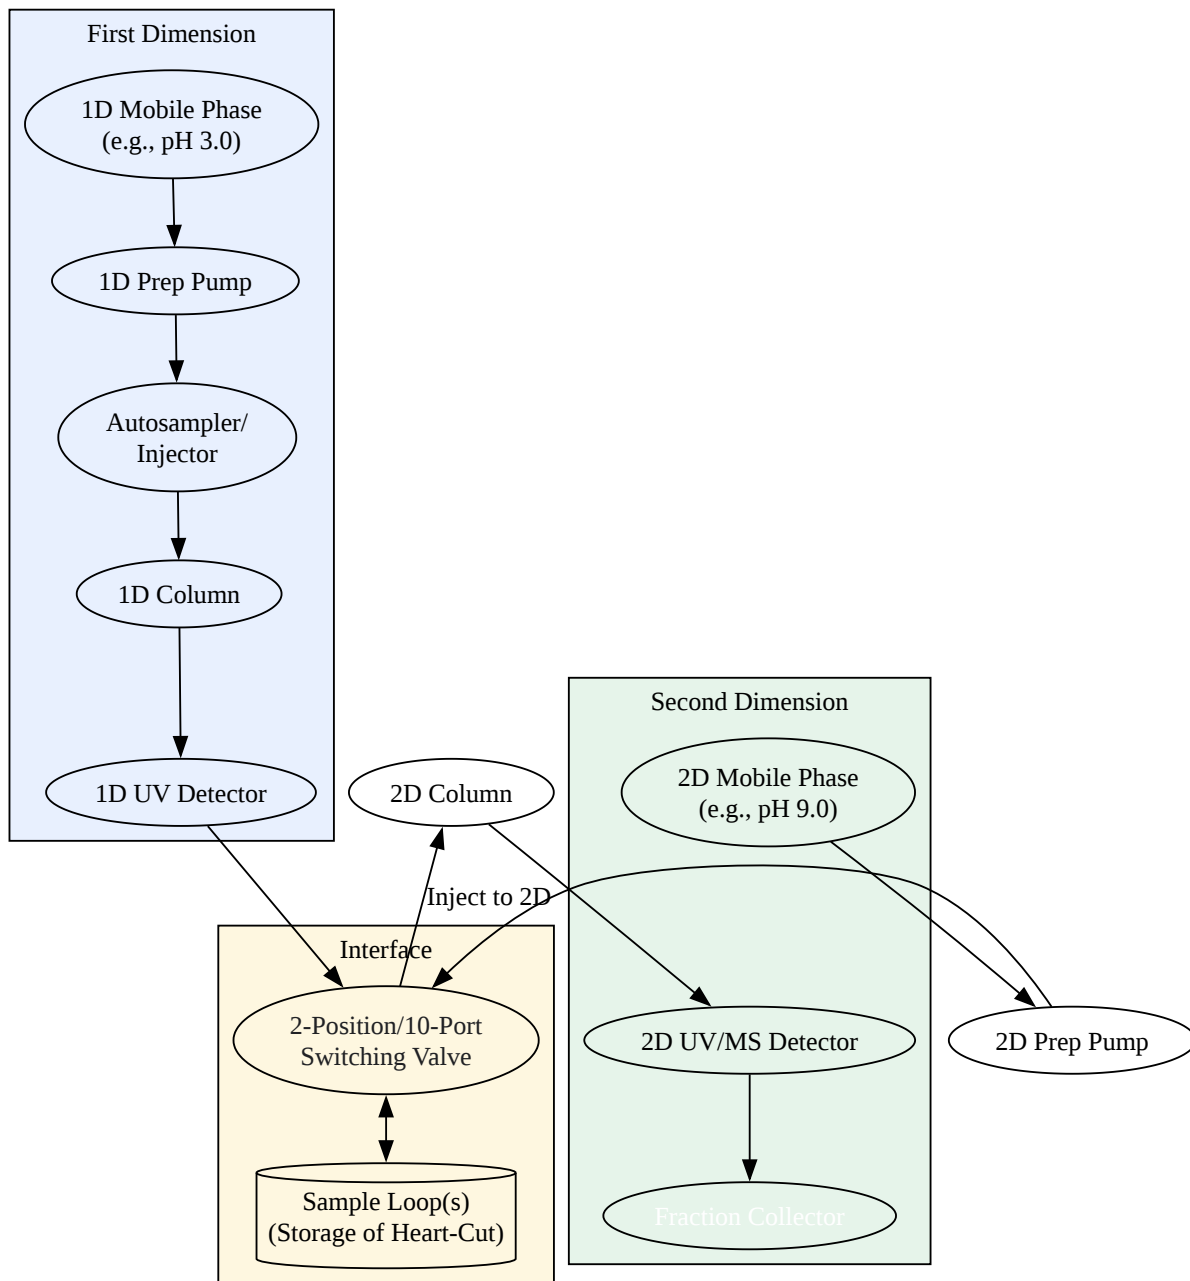 First Dimension
1D Mobile Phase
(e.g., pH 3.0)
1D Prep Pump
Autosampler/
Injector
1D Column
1D UV Detector
2D Column
Second Dimension
2D Mobile Phase
(e.g., pH 9.0)
Inject to 2D
Interface
2-Position/10-Port
Switching Valve
2D UV/MS Detector
2D Prep Pump
Sample Loop(s)
(Storage of Heart-Cut)
Fraction Collector